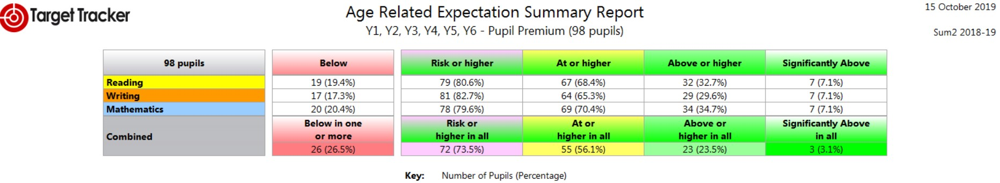 Target Tracker
Age Related Expectation Summary Report
15 October 2019
Y1, Y2, Y3, Y4, Y5, Y6 - Pupil Premium (98 pupils)
Sum2 2018-19
98 pupils Below Risk or higher At or higher Above or higher Significantly Above
Reading 19 (19.4%) 79 (80.6%) 67 (68.4%) 32 (32.7%) 7 (7.1%)
Writing 17 (17.3%) 81 (82.7%) 64 (65.3%) 29 (29.6%) 7 (7.1%)
Mathematics 20 (20.4%) 78 (79.6%) 69 (70.4%) 34 (34.7%) 7 (7.1%)
Combined
Below in one
or more
Risk or
higher in all
At or
higher in all
Above or
higher in all
Significantly Above
in all
26 (26.5%) 72 (73.5%) 55 (56.1%) 23 (23.5%) 3 (3.1%)
Key: Number of Pupils (Percentage)